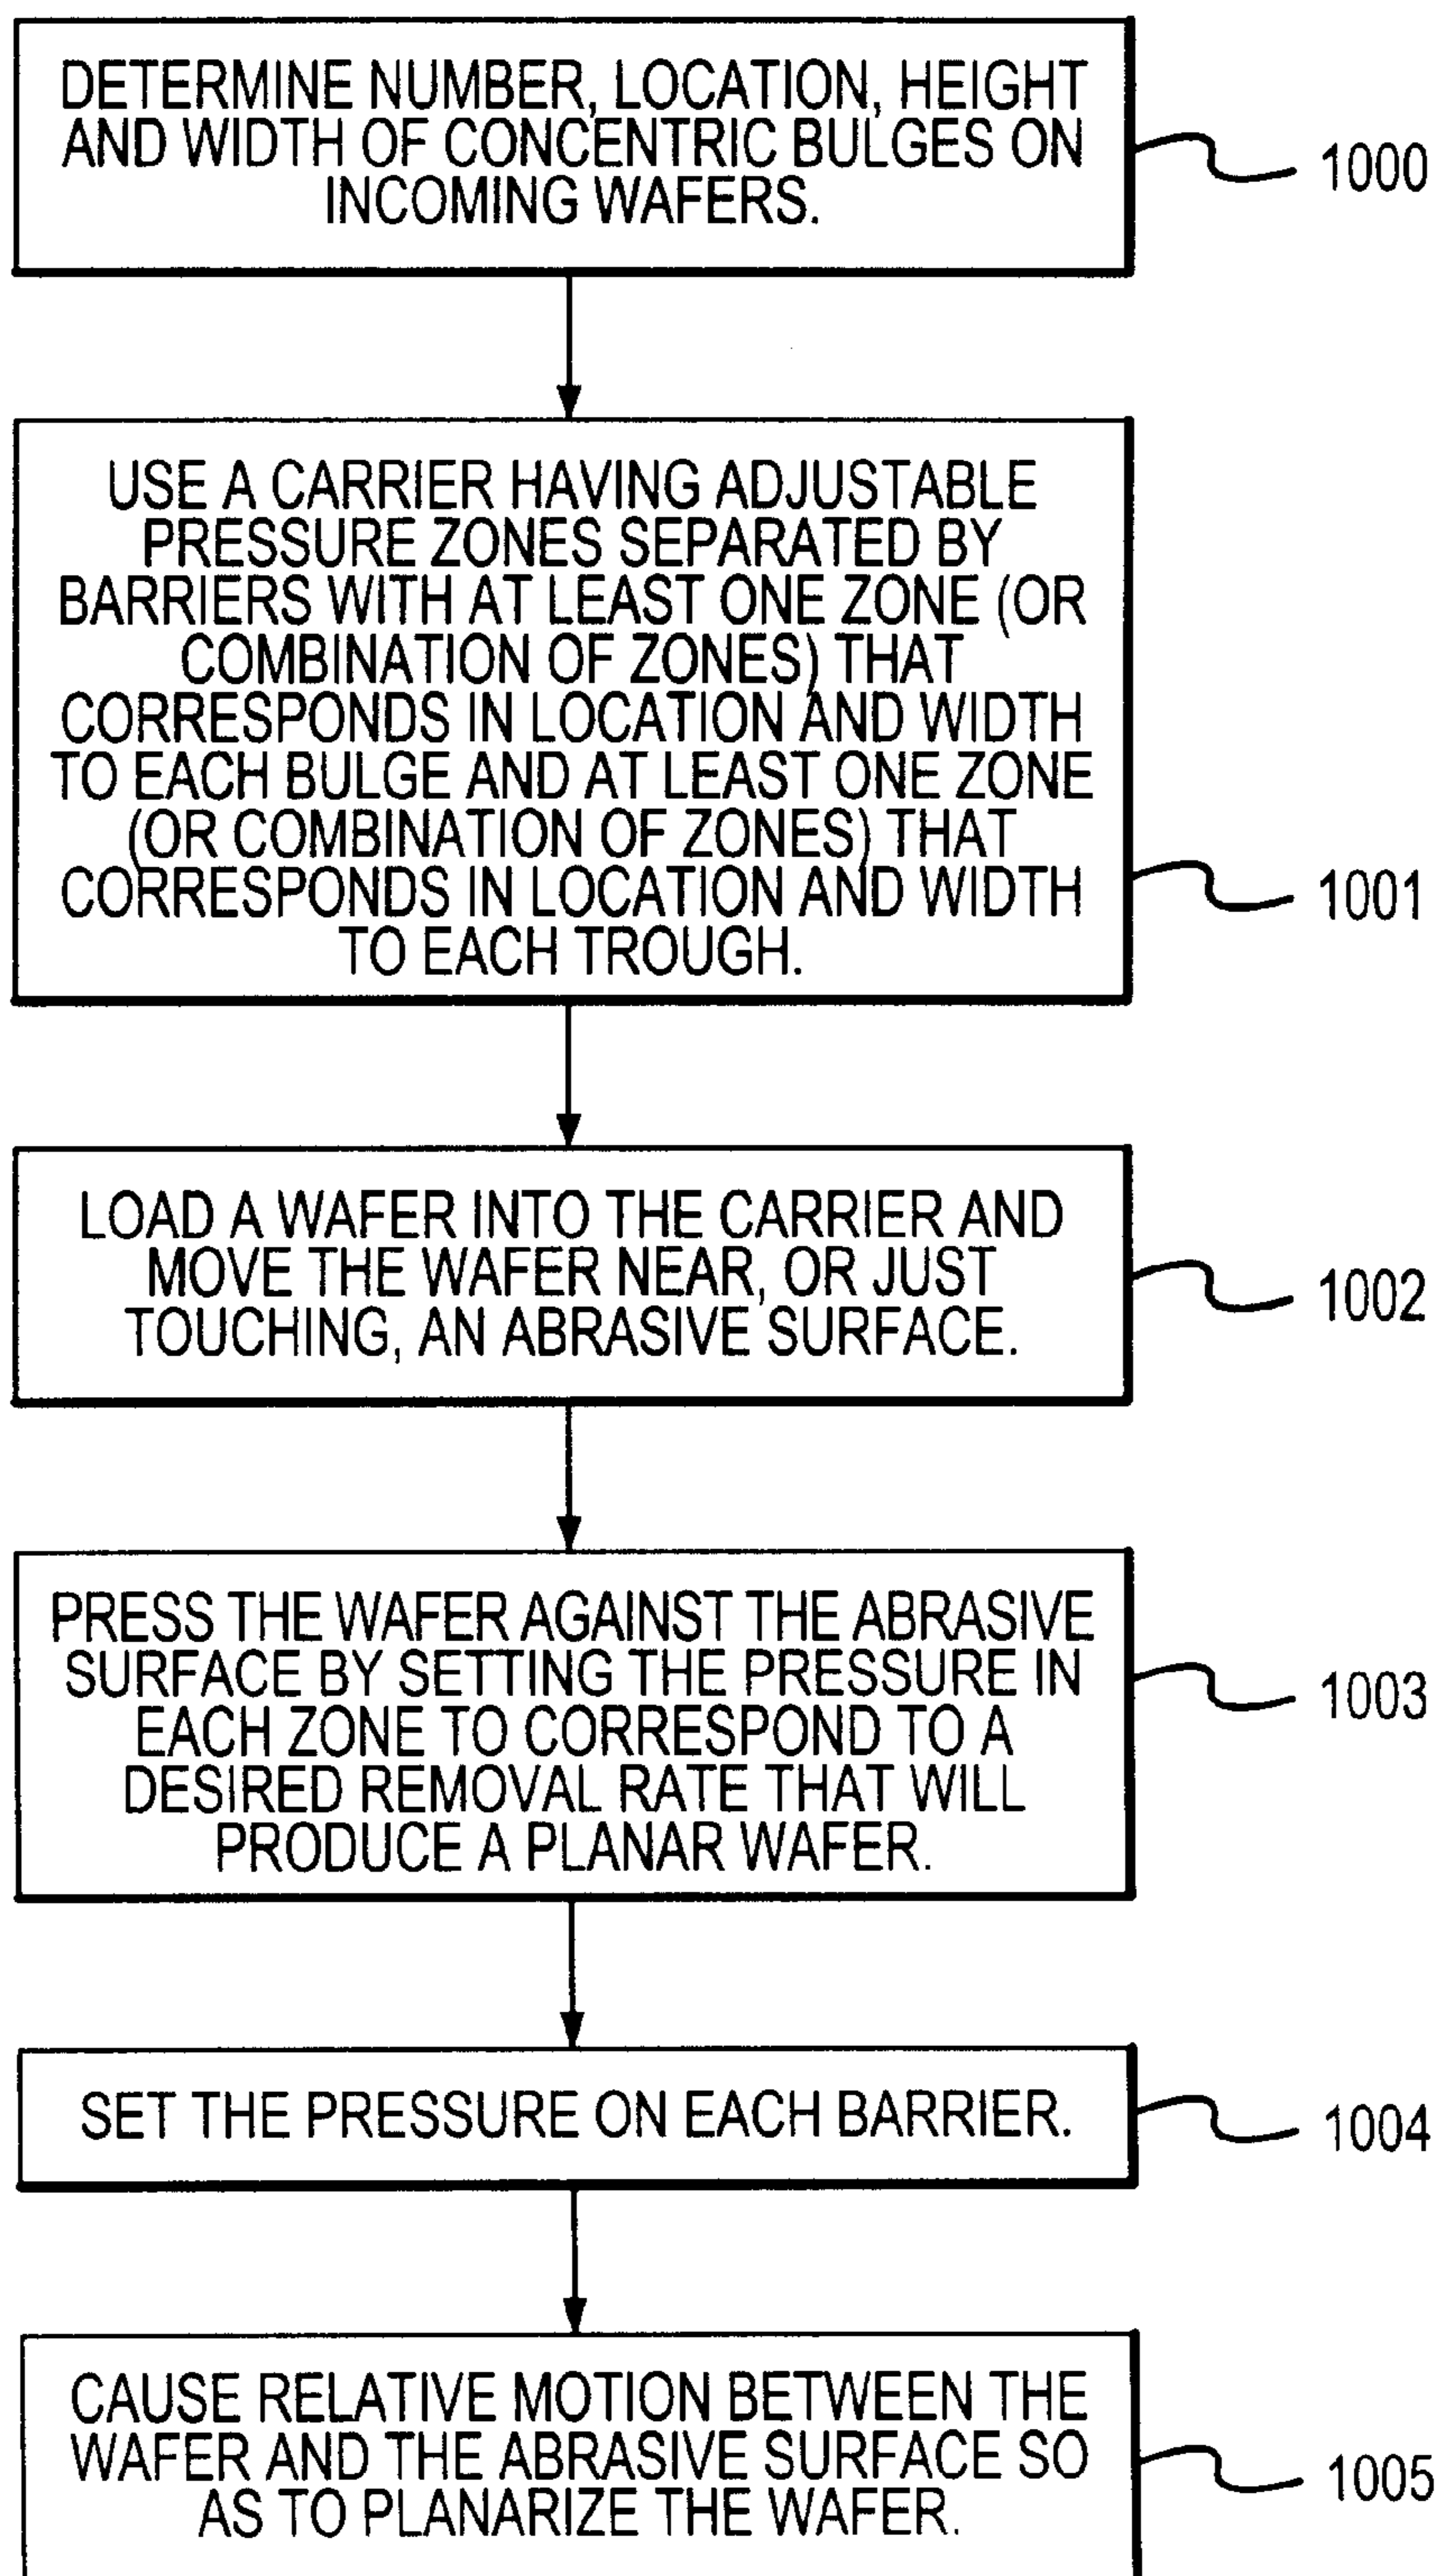 DETERMINE NUMBER, LOCATION, HEIGHT
AND WIDTH OF CONCENTRIC BULGES ON
INCOMING WAFERS.
1000
USE A CARRIER HAVING ADJUSTABLE
PRESSURE ZONES SEPARATED BY
BARRIERS WITH AT LEAST ONE ZONE (OR
COMBINATION OF ZONES) THAT
CORRESPONDS IN LOCATION AND WIDTH
TO EACH BULGE AND AT LEAST ONE ZONE
(OR COMBINATION OF ZONES) THAT
CORRESPONDS IN LOCATION AND WIDTH
TO EACH TROUGH.
1001
LOAD A WAFER INTO THE CARRIER AND
MOVE THE WAFER NEAR, OR JUST
TOUCHING, AN ABRASIVE SURFACE.
1002
PRESS THE WAFER AGAINST THE ABRASIVE
SURFACE BY SETTING THE PRESSURE IN
EACH ZONE TO CORRESPOND TO A
DESIRED REMOVAL RATE THAT WILL
PRODUCE A PLANAR WAFER.
1003
SET THE PRESSURE ON EACH BARRIER.
1004
CAUSE RELATIVE MOTION BETWEEN THE
WAFER AND THE ABRASIVE SURFACE SO
AS TO PLANARIZE THE WAFER.
1005